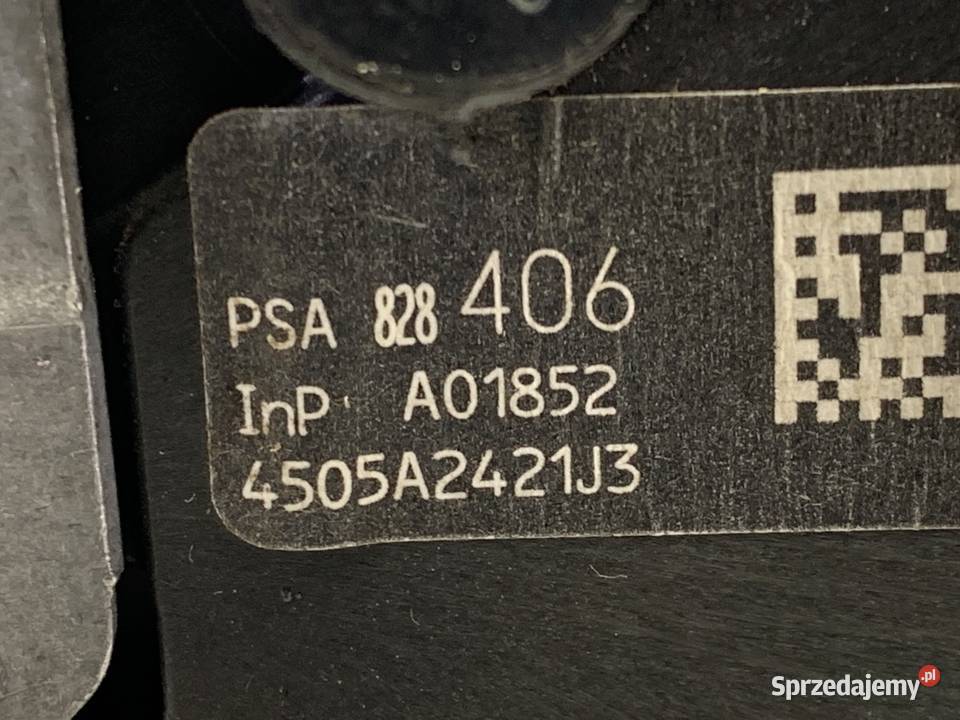 PSA 828 406
InP A01852
4505A2421J3
Sprzedajemy.pl